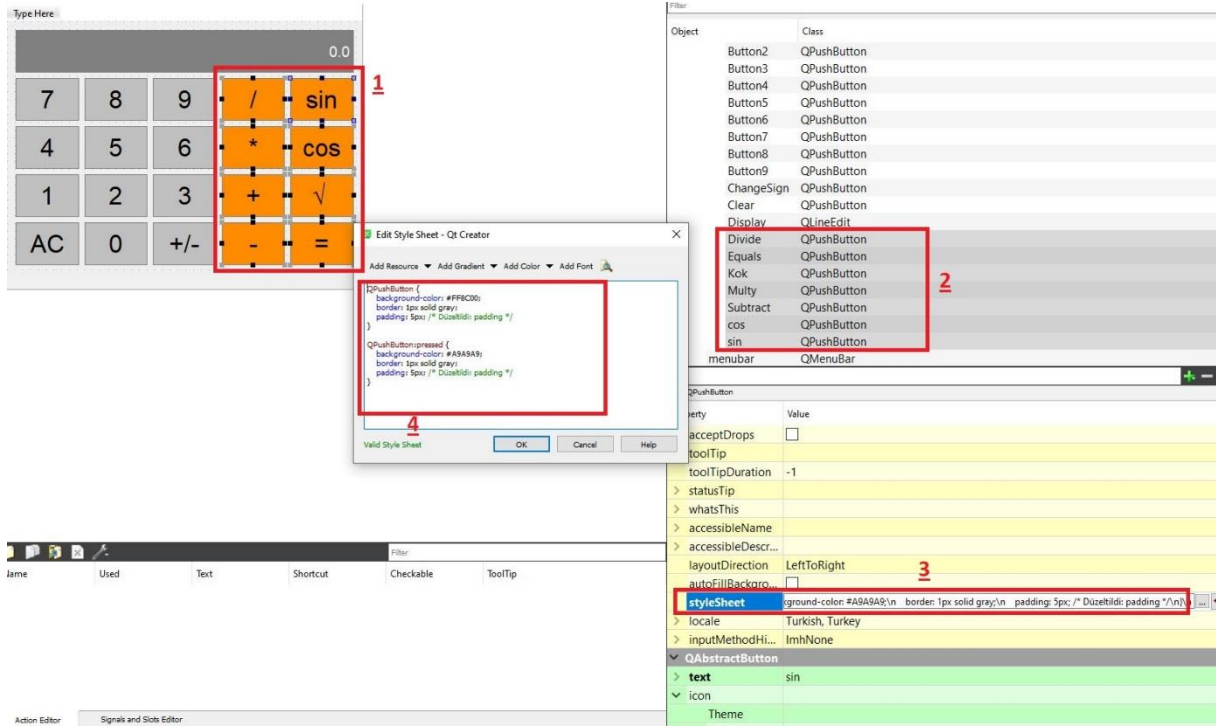 Type Here
0.0
7 8 9 / sin
4 5 6 * cos
1 2 3 + √
AC 0 +/- - =
1
Edit Style Sheet - Qt Creator
Add Resource Add Gradient Add Color Add Font
QPushButton {
background-color: #FF8C00;
border: 1px solid gray;
padding: 5px; /* Düzeltildi: padding */
}
QPushButton:pressed {
background-color: #A9A9A9;
border: 1px solid gray;
padding: 5px; /* Düzeltildi: padding */
}
4
Valid Style Sheet
OK Cancel Help
Name Used Text Shortcut Checkable ToolTip
Filter
Action Editor Signals and Slots Editor
Filter
Object Class
Button2 QPushButton
Button3 QPushButton
Button4 QPushButton
Button5 QPushButton
Button6 QPushButton
Button7 QPushButton
Button8 QPushButton
Button9 QPushButton
ChangeSign QPushButton
Clear QPushButton
Display QLineEdit
Divide QPushButton
Equals QPushButton
Kok QPushButton
Multy QPushButton
Subtract QPushButton
cos QPushButton
sin QPushButton
menubar QMenuBar
2
QPushButton
erty Value
acceptDrops
toolTip
toolTipDuration -1
statusTip
whatsThis
accessibleName
accessibleDescr...
layoutDirection LeftToRight
autoFillBackgro...
3
styleSheet kground-color: #A9A9A9;\n border: 1px solid gray;\n padding: 5px; /* Düzeltildi: padding */\n}\n ...
locale Turkish, Turkey
inputMethodHi... ImhNone
QAbstractButton
text sin
icon
Theme